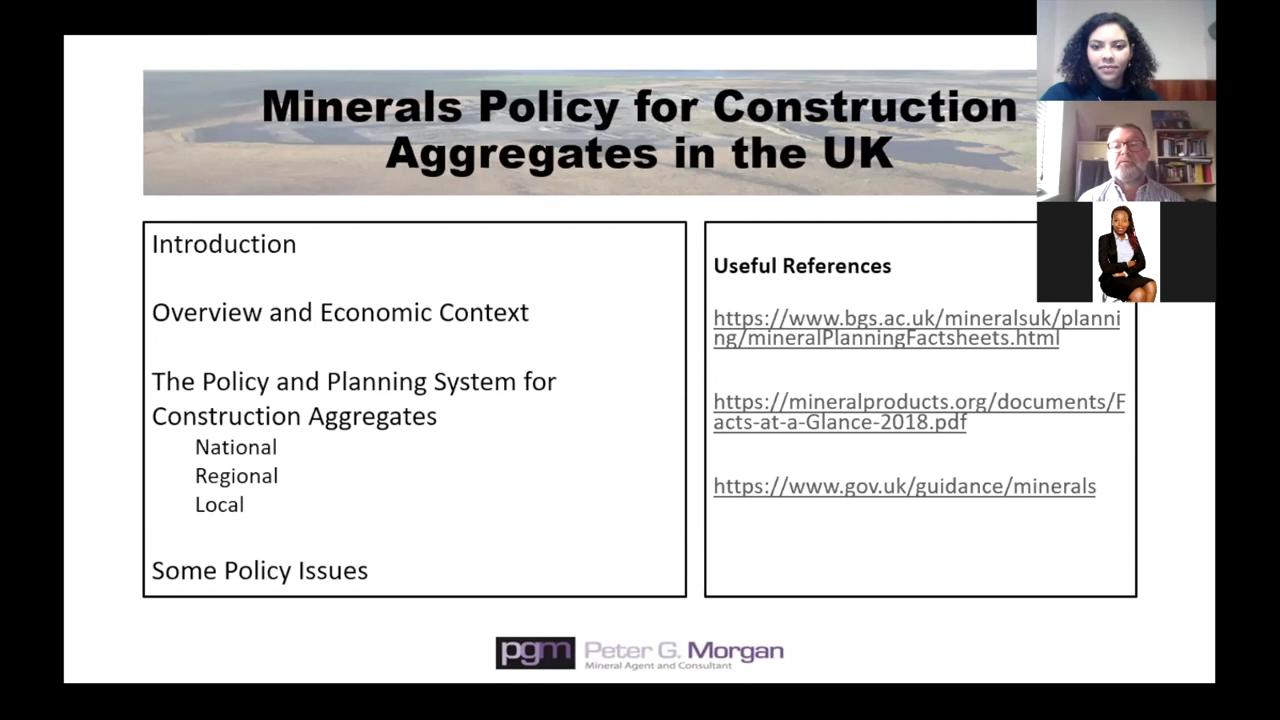 Minerals Policy for Construction
Aggregates in the UK
Introduction
Overview and Economic Context
The Policy and Planning System for
Construction Aggregates
National
Regional
Local
Some Policy Issues
Useful References
https://www.bgs.ac.uk/mineralsuk/planni
ng/mineralPlanningFactsheets.html
https://mineralproducts.org/documents/F
acts-at-a-Glance-2018.pdf
https://www.gov.uk/guidance/minerals
pgm Peter G. Morgan
Mineral Agent and Consultant